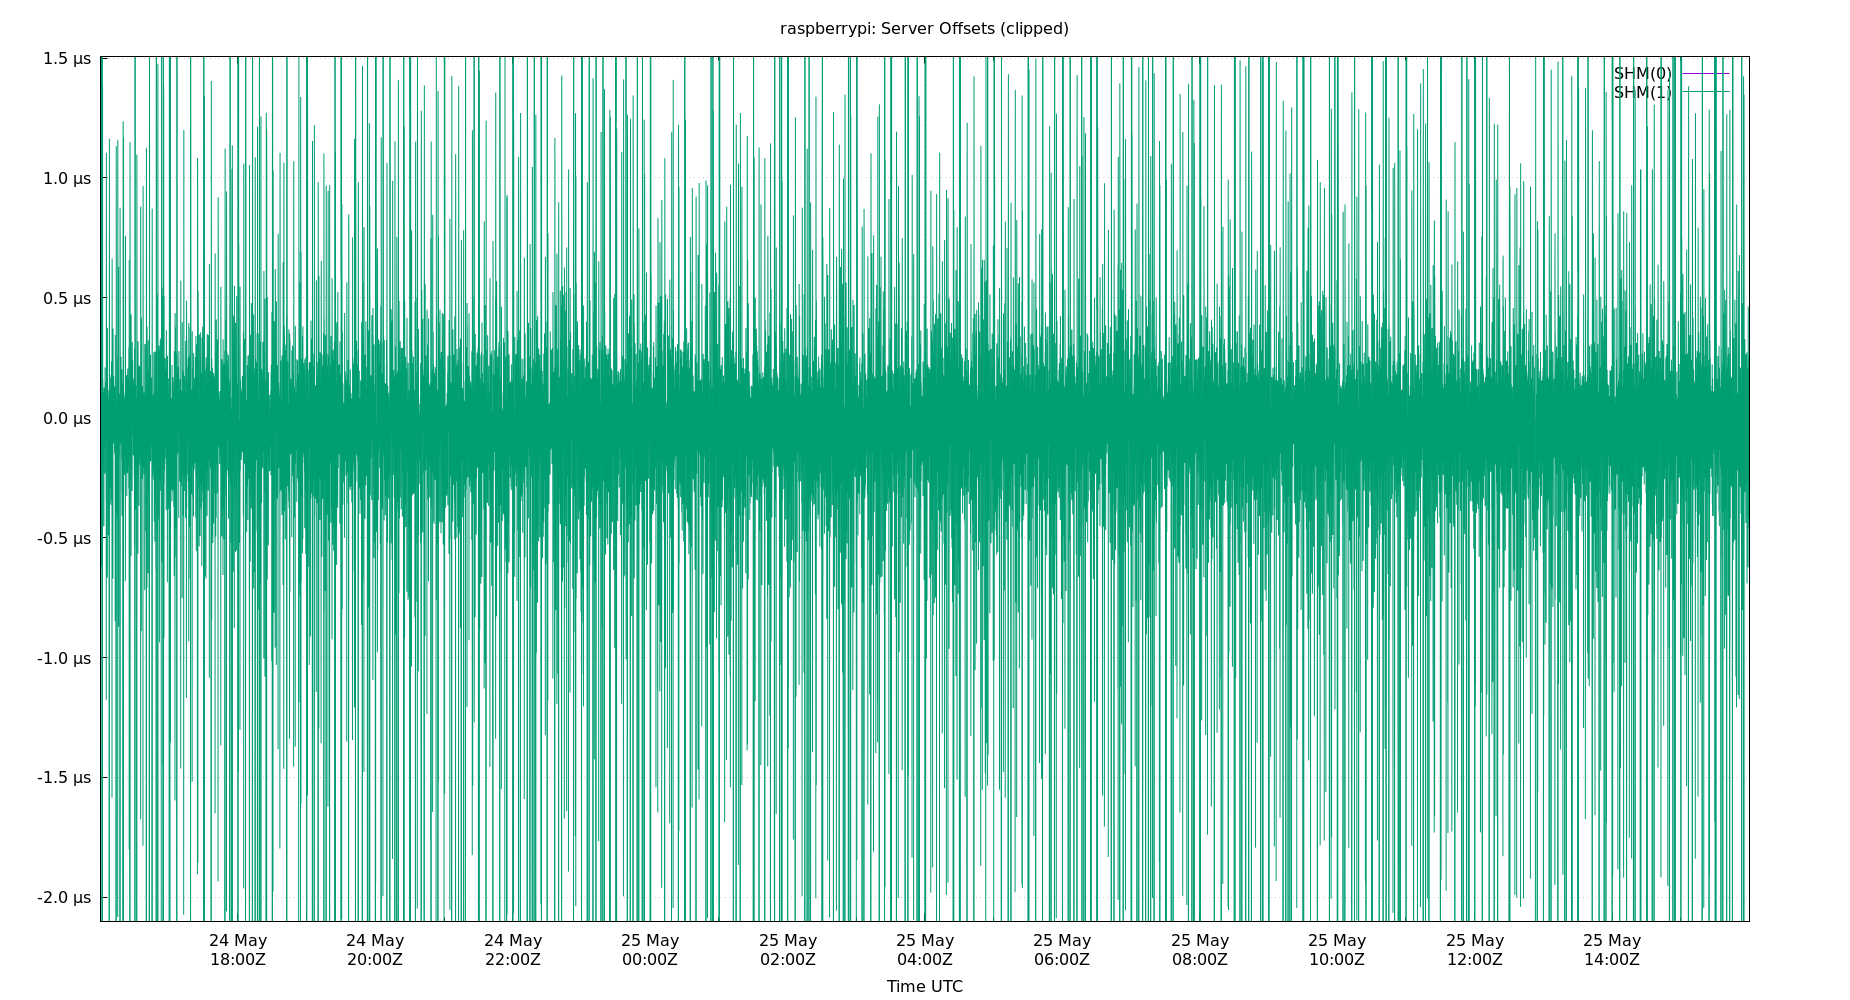 raspberrypi: Server Offsets (clipped)
1.5 µs
1.0 µs
0.5 µs
0.0 µs
-0.5 µs
-1.0 µs
-1.5 µs
-2.0 µs
SHM(0)
SHM(1)
24 May 24 May 24 May 25 May 25 May 25 May 25 May 25 May 25 May 25 May 25 May
18:00Z 20:00Z 22:00Z 00:00Z 02:00Z 04:00Z 06:00Z 08:00Z 10:00Z 12:00Z 14:00Z
Time UTC